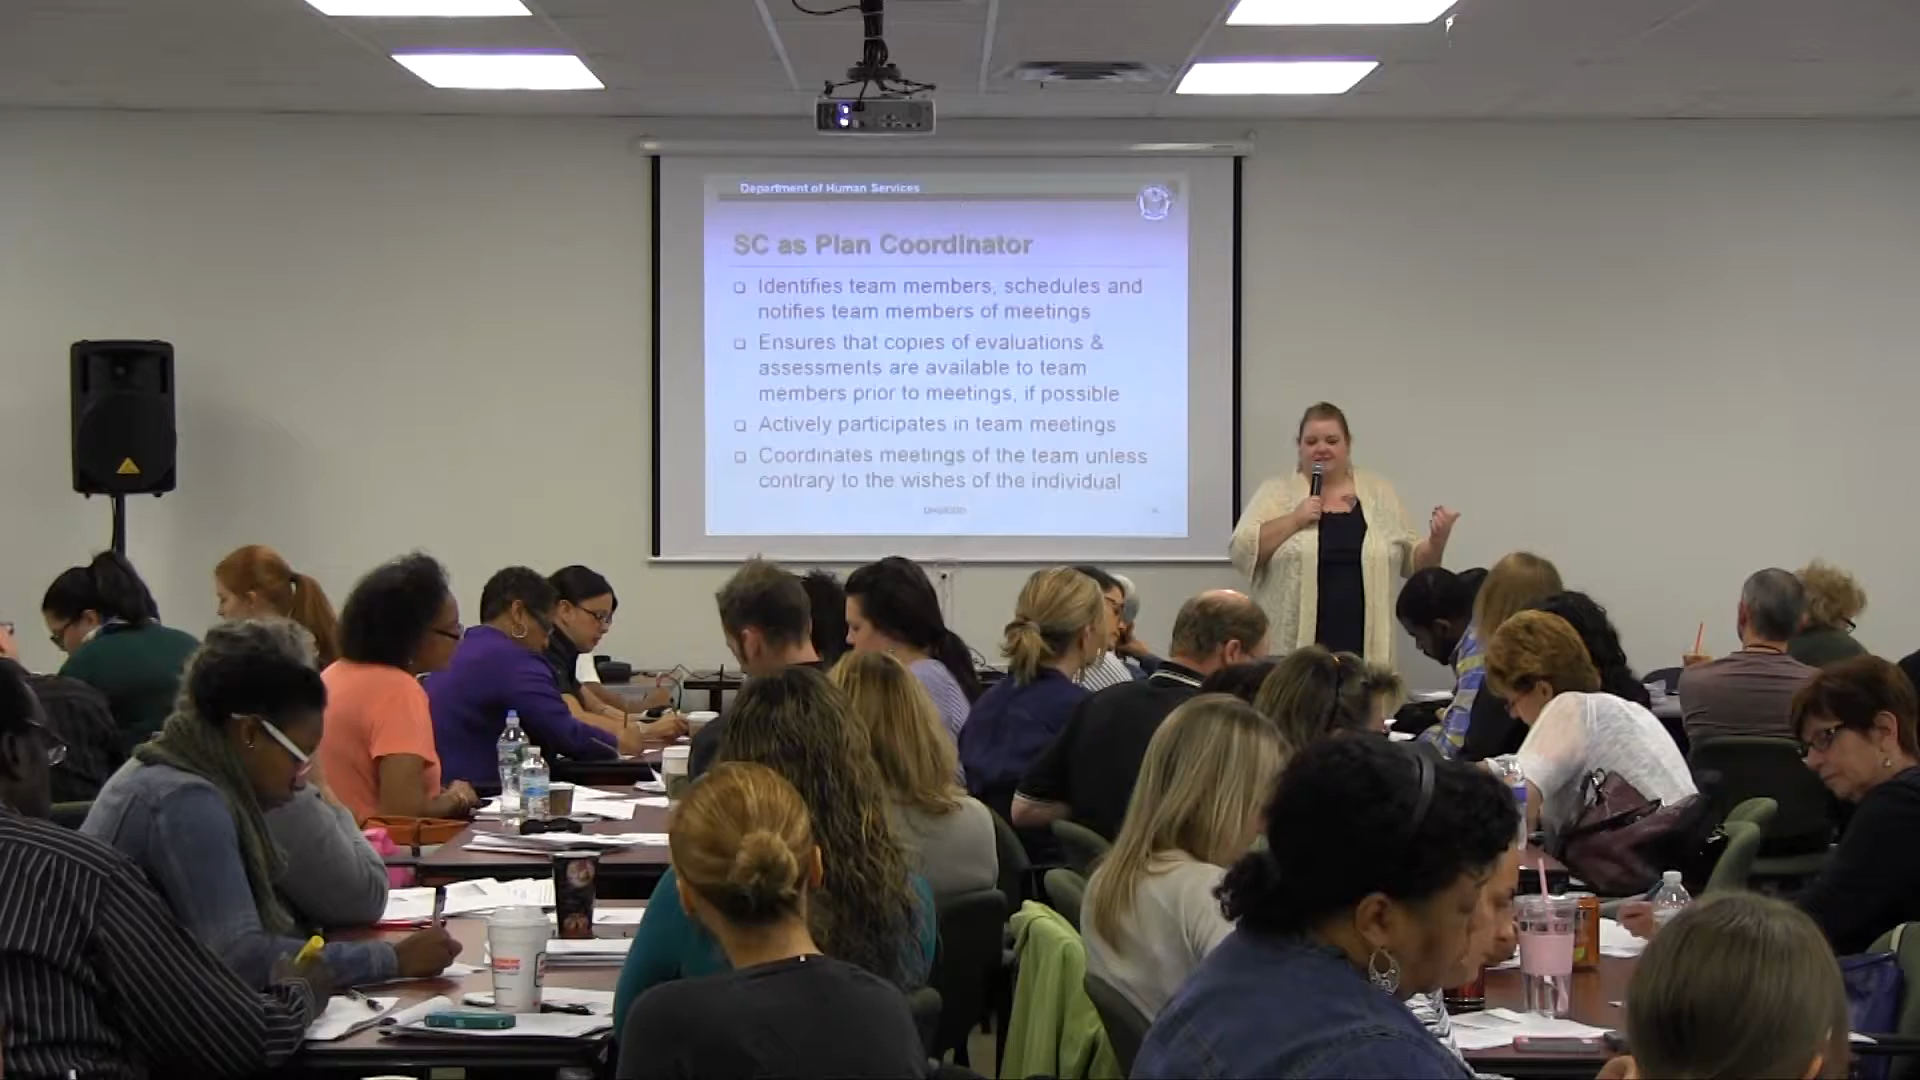 Department of Human Services
SC as Plan Coordinator
Identifies team members, schedules and
notifies team members of meetings
Ensures that copies of evaluations &
assessments are available to team
members prior to meetings, if possible
Actively participates in team meetings
Coordinates meetings of the team unless
contrary to the wishes of the individual